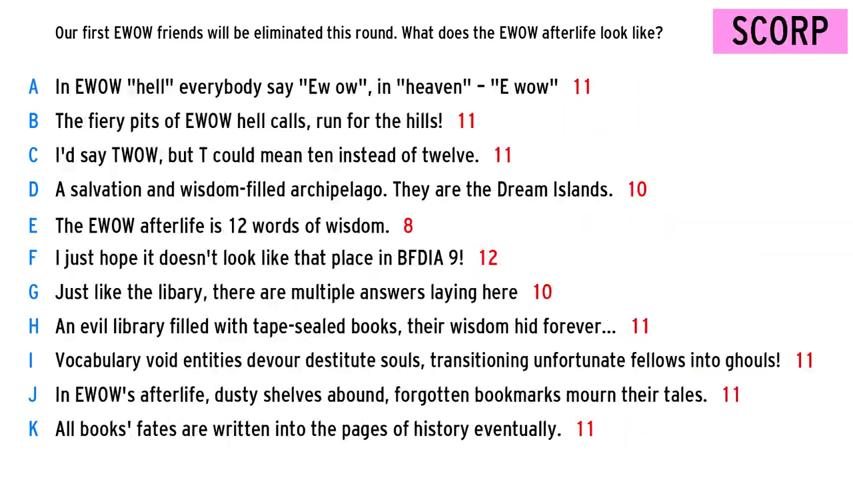 Our first EWOW friends will be eliminated this round. What does the EWOW afterlife look like?
SCORP
A In EWOW "hell" everybody say "Ew ow", in "heaven" – "E wow" 11
B The fiery pits of EWOW hell calls, run for the hills! 11
C I'd say TWOW, but T could mean ten instead of twelve. 11
D A salvation and wisdom-filled archipelago. They are the Dream Islands. 10
E The EWOW afterlife is 12 words of wisdom. 8
F I just hope it doesn't look like that place in BFDIA 9! 12
G Just like the libary, there are multiple answers laying here 10
H An evil library filled with tape-sealed books, their wisdom hid forever... 11
I Vocabulary void entities devour destitute souls, transitioning unfortunate fellows into ghouls! 11
J In EWOW's afterlife, dusty shelves abound, forgotten bookmarks mourn their tales. 11
K All books' fates are written into the pages of history eventually. 11